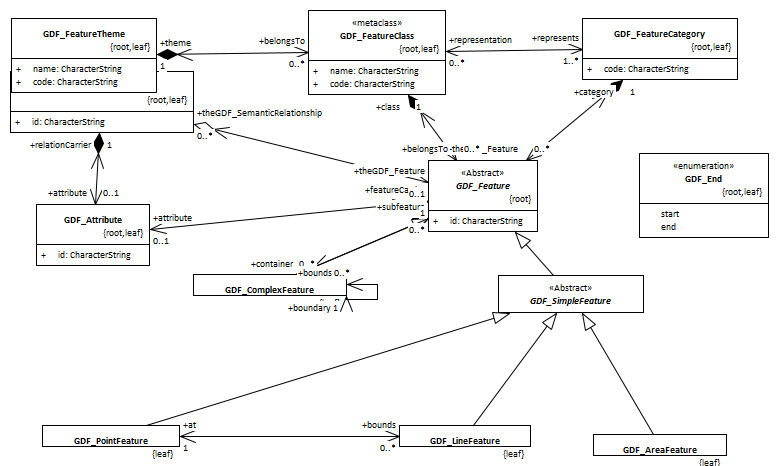 GDF_FeatureTheme
{root,leaf}
+ name: CharacterString
+ code: CharacterString
{root,leaf}
+ id: CharacterString
+theme
1
+belongsTo
0..*
«metaclass»
GDF_FeatureClass
{root,leaf}
+ name: CharacterString
+ code: CharacterString
+representation
0..*
+represents
1..*
GDF_FeatureCategory
{root,leaf}
+ code: CharacterString
+category
1
+class
1
+theGDF_SemanticRelationship
0..*
+belongsTo
0..*
_Feature
0..*
+relationCarrier
1
+theGDF_Feature
0..1
«Abstract»
GDF_Feature
{root}
+ id: CharacterString
«enumeration»
GDF_End
{root,leaf}
start
end
+attribute
0..1
GDF_Attribute
{root,leaf}
+ id: CharacterString
+attribute
0..1
1
0..*
+container
0..*
+bounds 0..*
GDF_ComplexFeature
+boundary 1
«Abstract»
GDF_SimpleFeature
GDF_PointFeature
{leaf}
+at
1
+bounds
0..*
GDF_LineFeature
{leaf}
GDF_AreaFeature
{leaf}